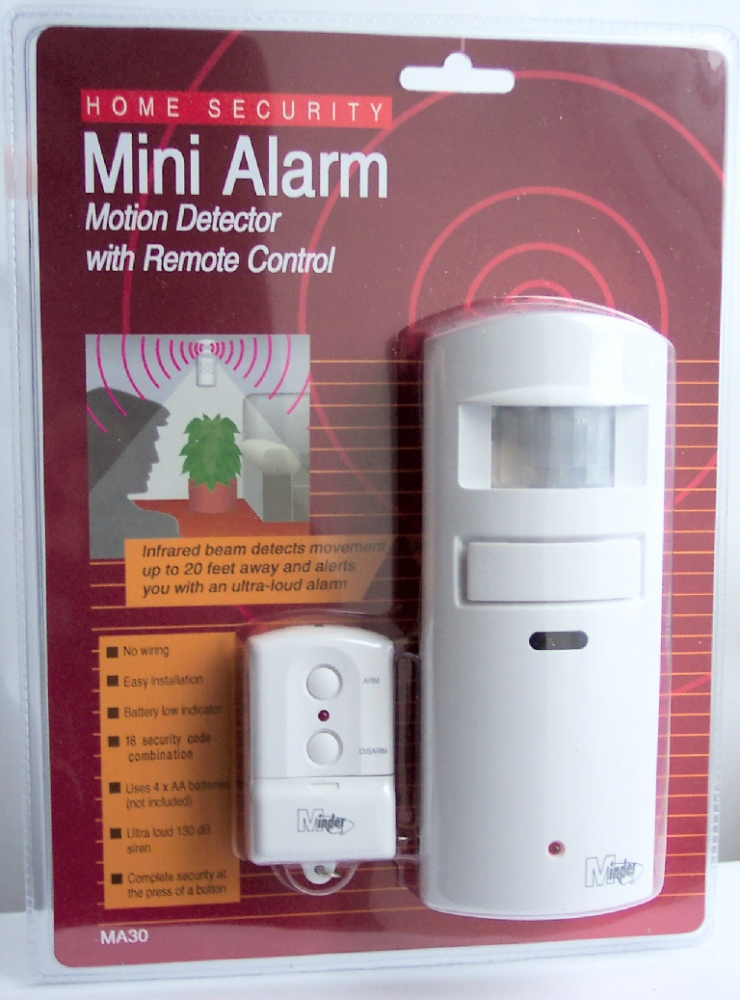 HOME SECURITY
Mini Alarm
Motion Detector
with Remote Control
Infrared beam detects movement
up to 20 feet away and alerts
you with an ultra-loud alarm
No wiring
Easy installation
Battery low indicator
16 security code
combination
Uses 4 x AA batteries
(not included)
Ultra loud 130 dB
siren
Complete security at
the press of a button
MA30
ARM
DISARM
Minder
Minder